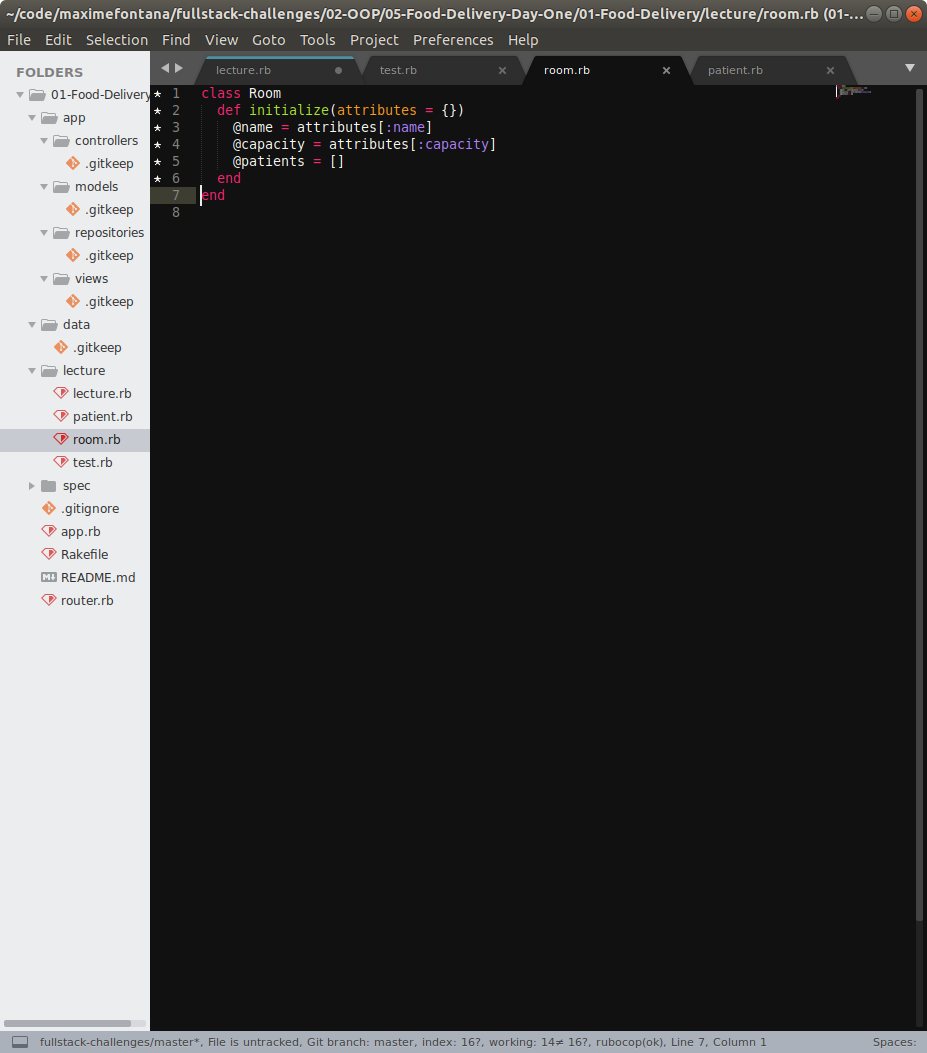 ~/code/maximefontana/fullstack-challenges/02-OOP/05-Food-Delivery-Day-One/01-Food-Delivery/lecture/room.rb (01-...
File Edit Selection Find View Goto Tools Project Preferences Help
FOLDERS
01-Food-Delivery
app
controllers
.gitkeep
models
.gitkeep
repositories
.gitkeep
views
.gitkeep
data
.gitkeep
lecture
lecture.rb
patient.rb
room.rb
test.rb
spec
.gitignore
app.rb
Rakefile
README.md
router.rb
lecture.rb test.rb room.rb patient.rb
* 1 class Room
* 2 def initialize(attributes = {})
* 3 @name = attributes[:name]
* 4 @capacity = attributes[:capacity]
* 5 @patients = []
* 6 end
7 end
8
fullstack-challenges/master*, File is untracked, Git branch: master, index: 16?, working: 14≠ 16?, rubocop(ok), Line 7, Column 1 Spaces: